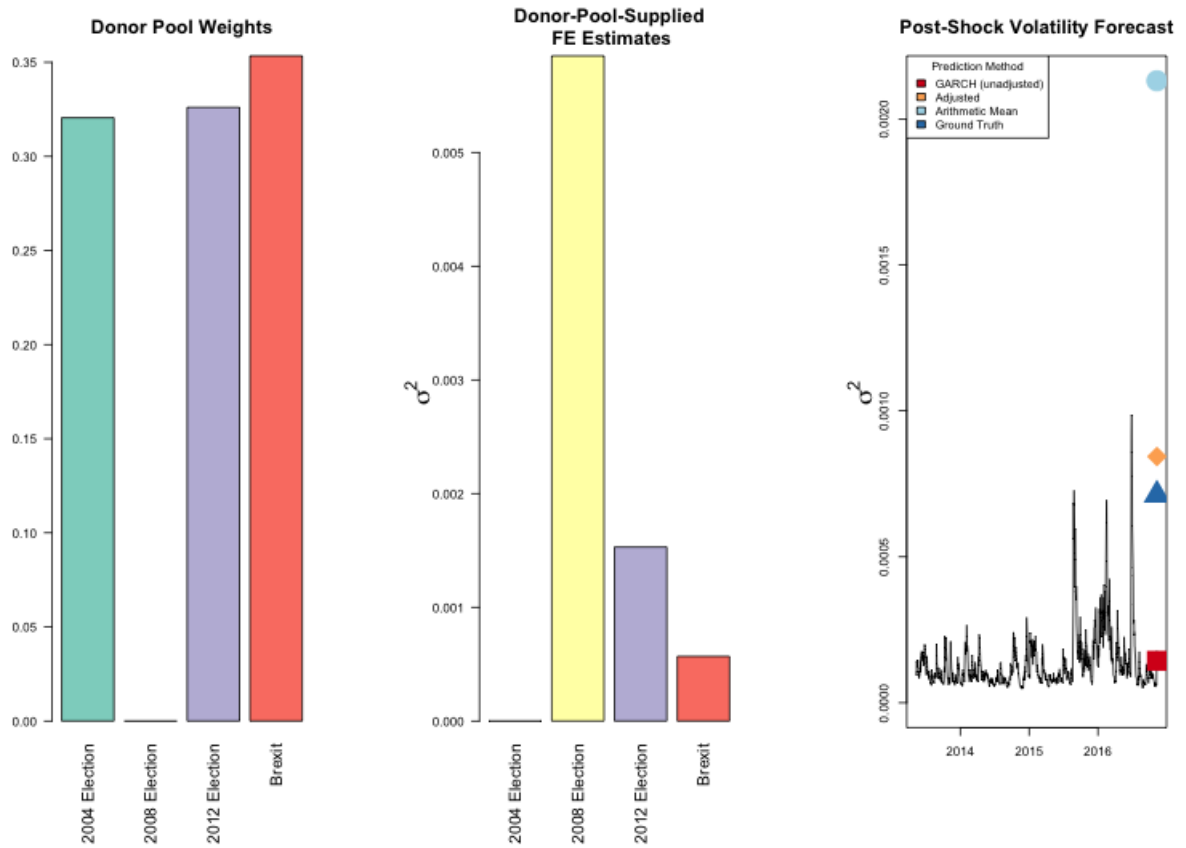 Donor Pool Weights
0.35
0.30
0.25
0.20
0.15
0.10
0.05
0.00
2004 Election
2008 Election
2012 Election
Brexit
Donor-Pool-Supplied
FE Estimates
σ2
0.005
0.004
0.003
0.002
0.001
0.000
2004 Election
2008 Election
2012 Election
Brexit
Post-Shock Volatility Forecast
Prediction Method
GARCH (unadjusted)
Adjusted
Arithmetic Mean
Ground Truth
σ2
0.0020
0.0015
0.0010
0.0005
0.0000
2014
2015
2016